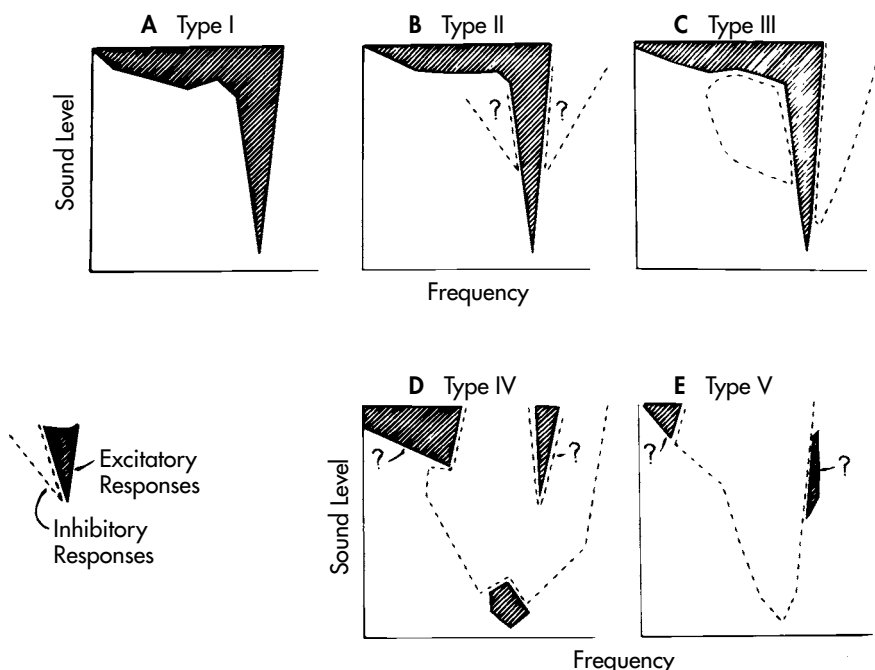 A Type I
B Type II
C Type III
Sound Level
?
?
Frequency
D Type IV
E Type V
Excitatory
Responses
Inhibitory
Responses
Sound Level
?
?
?
?
Frequency